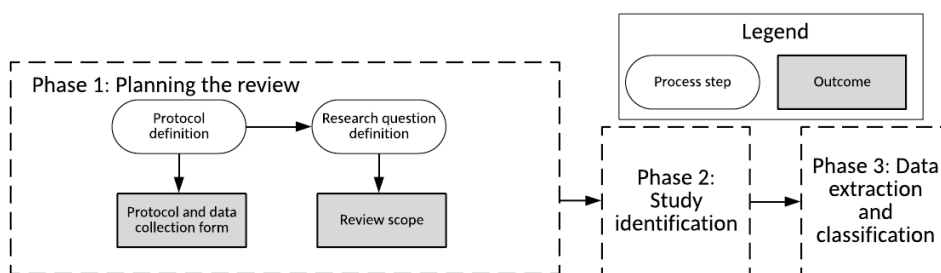 Legend
Process step
Outcome
Phase 1: Planning the review
Protocol
definition
Research question
definition
Protocol and data
collection form
Review scope
Phase 2:
Study
identification
Phase 3: Data
extraction
and
classification